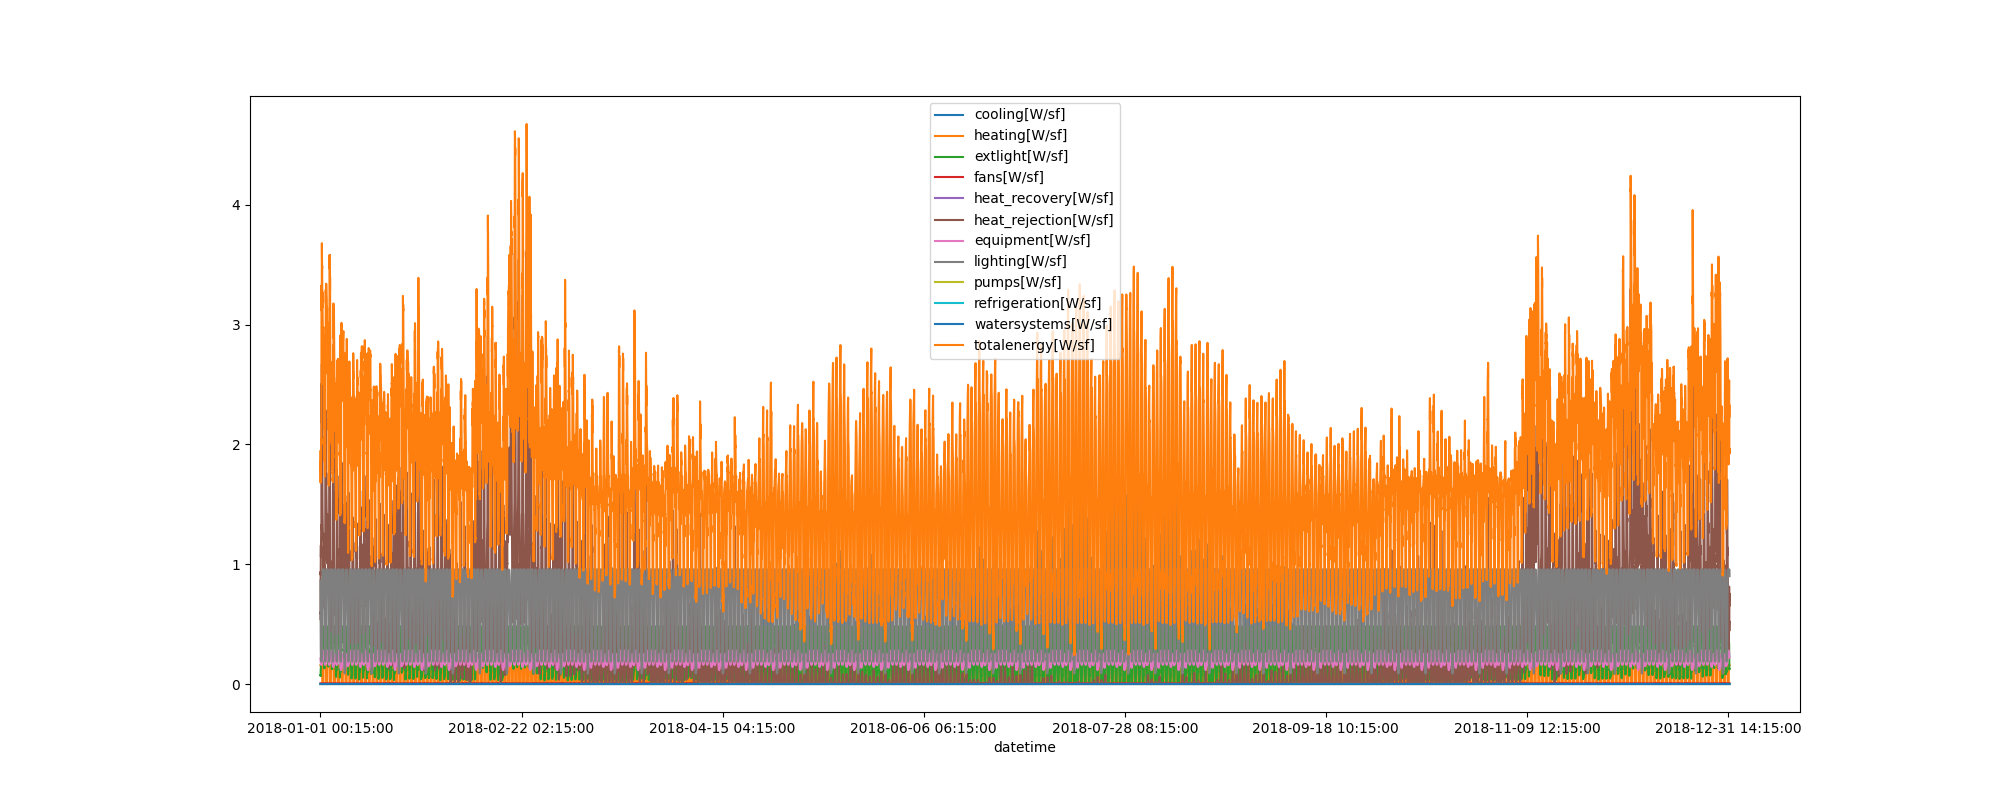 cooling[W/sf]
heating[W/sf]
extlight[W/sf]
fans[W/sf]
heat_recovery[W/sf]
heat_rejection[W/sf]
equipment[W/sf]
lighting[W/sf]
pumps[W/sf]
refrigeration[W/sf]
watersystems[W/sf]
totalenergy[W/sf]
4
3
2
1
0
2018-01-01 00:15:00 2018-02-22 02:15:00 2018-04-15 04:15:00 2018-06-06 06:15:00 2018-07-28 08:15:00 2018-09-18 10:15:00 2018-11-09 12:15:00 2018-12-31 14:15:00
datetime